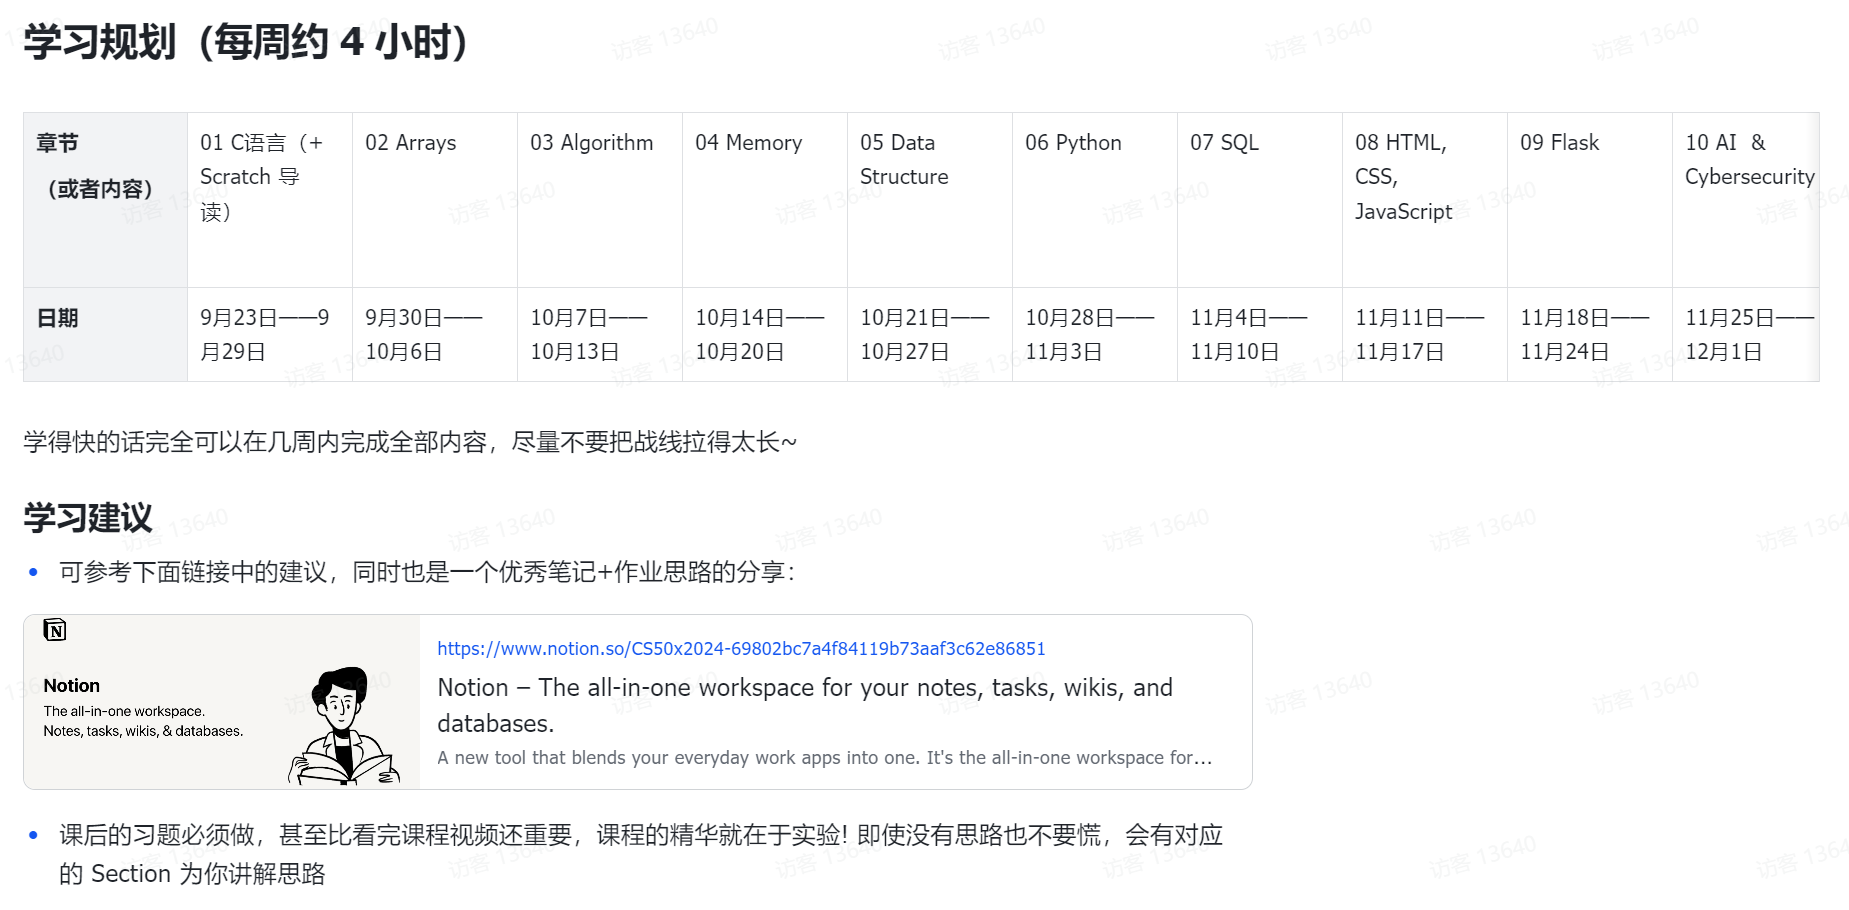 学习规划（每周约 4 小时）
章节
（或者内容）
01 C语言（+
Scratch 导
读）
02 Arrays
03 Algorithm
04 Memory
05 Data
Structure
06 Python
07 SQL
08 HTML,
CSS,
JavaScript
09 Flask
10 AI & 
Cybersecurity
日期
9月23日——9
月29日
9月30日——
10月6日
10月7日——
10月13日
10月14日——
10月20日
10月21日——
10月27日
10月28日——
11月3日
11月4日——
11月10日
11月11日——
11月17日
11月18日——
11月24日
11月25日——
12月1日
学得快的话完全可以在几周内完成全部内容，尽量不要把战线拉得太长~
学习建议
• 可参考下面链接中的建议，同时也是一个优秀笔记+作业思路的分享：
Notion
The all-in-one workspace.
Notes, tasks, wikis, & databases.
https://www.notion.so/CS50x2024-69802bc7a4f84119b73aaf3c62e86851
Notion – The all-in-one workspace for your notes, tasks, wikis, and
databases.
A new tool that blends your everyday work apps into one. It's the all-in-one workspace for...
• 课后的习题必须做，甚至比看完课程视频还重要，课程的精华就在于实验! 即使没有思路也不要慌，会有对应
的 Section 为你讲解思路
访客 13640